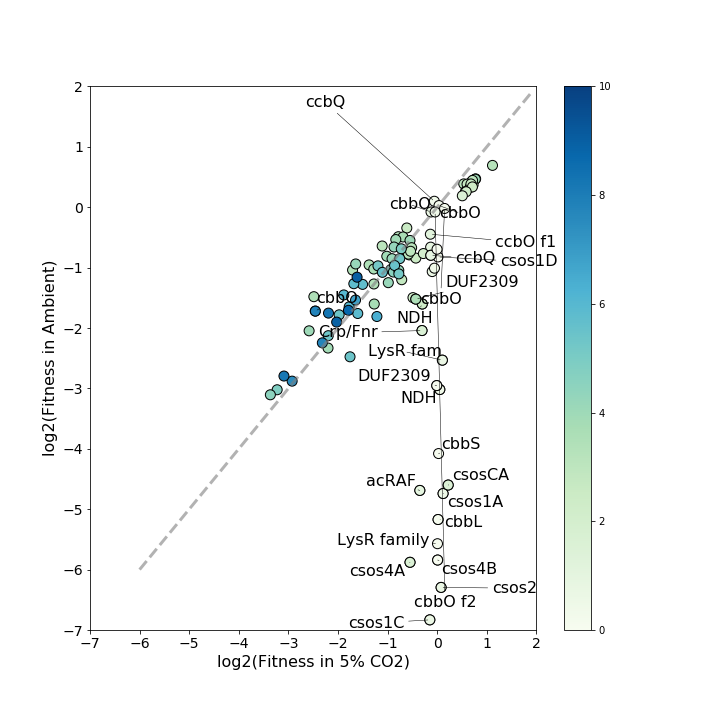 ccbQ
cbbO
cbbO
ccbO f1
ccbQ
csos1D
DUF2309
cbbO
cbbO
NDH
Crp/Fnr
LysR fam
DUF2309
NDH
cbbS
csosCA
acRAF
csos1A
cbbL
LysR family
csos4B
csos4A
csos2
cbbO f2
csos1C
2
1
0
−1
−2
−3
−4
−5
−6
−7
−7
−6
−5
−4
−3
−2
−1
0
1
2
log2(Fitness in Ambient)
log2(Fitness in 5% CO2)
10
8
6
4
2
0